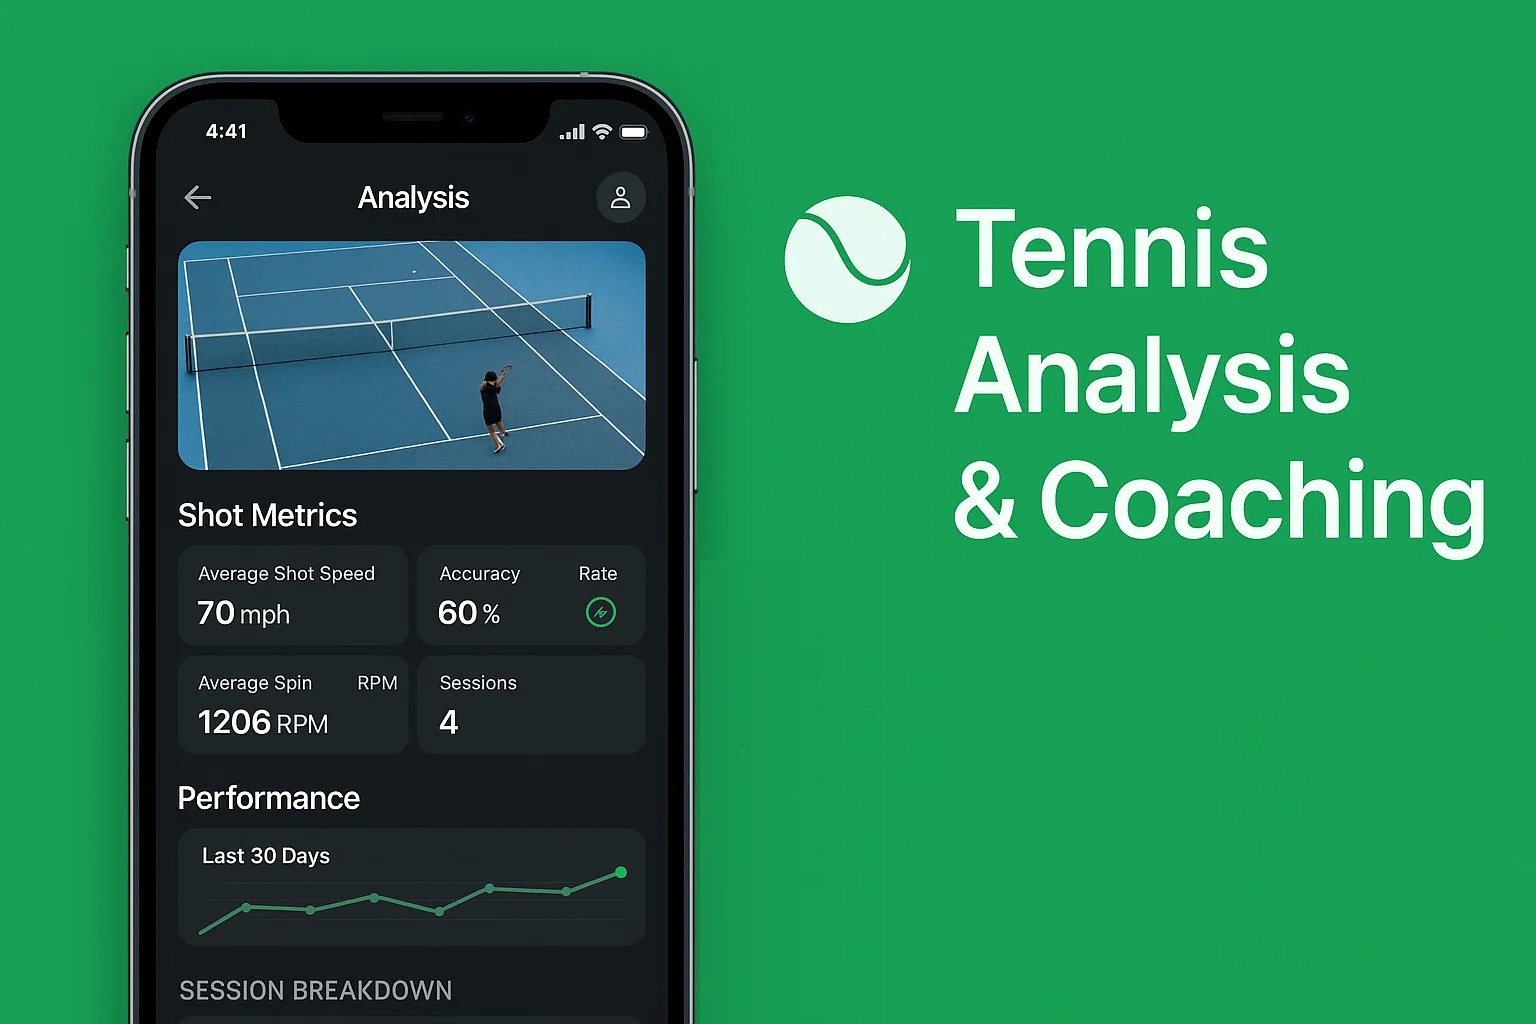 4:41
Analysis
Shot Metrics
Average Shot Speed
70 mph
Accuracy Rate
60 %
Average Spin RPM
1206 RPM
Sessions
4
Performance
Last 30 Days
SESSION BREAKDOWN
Tennis
Analysis
& Coaching